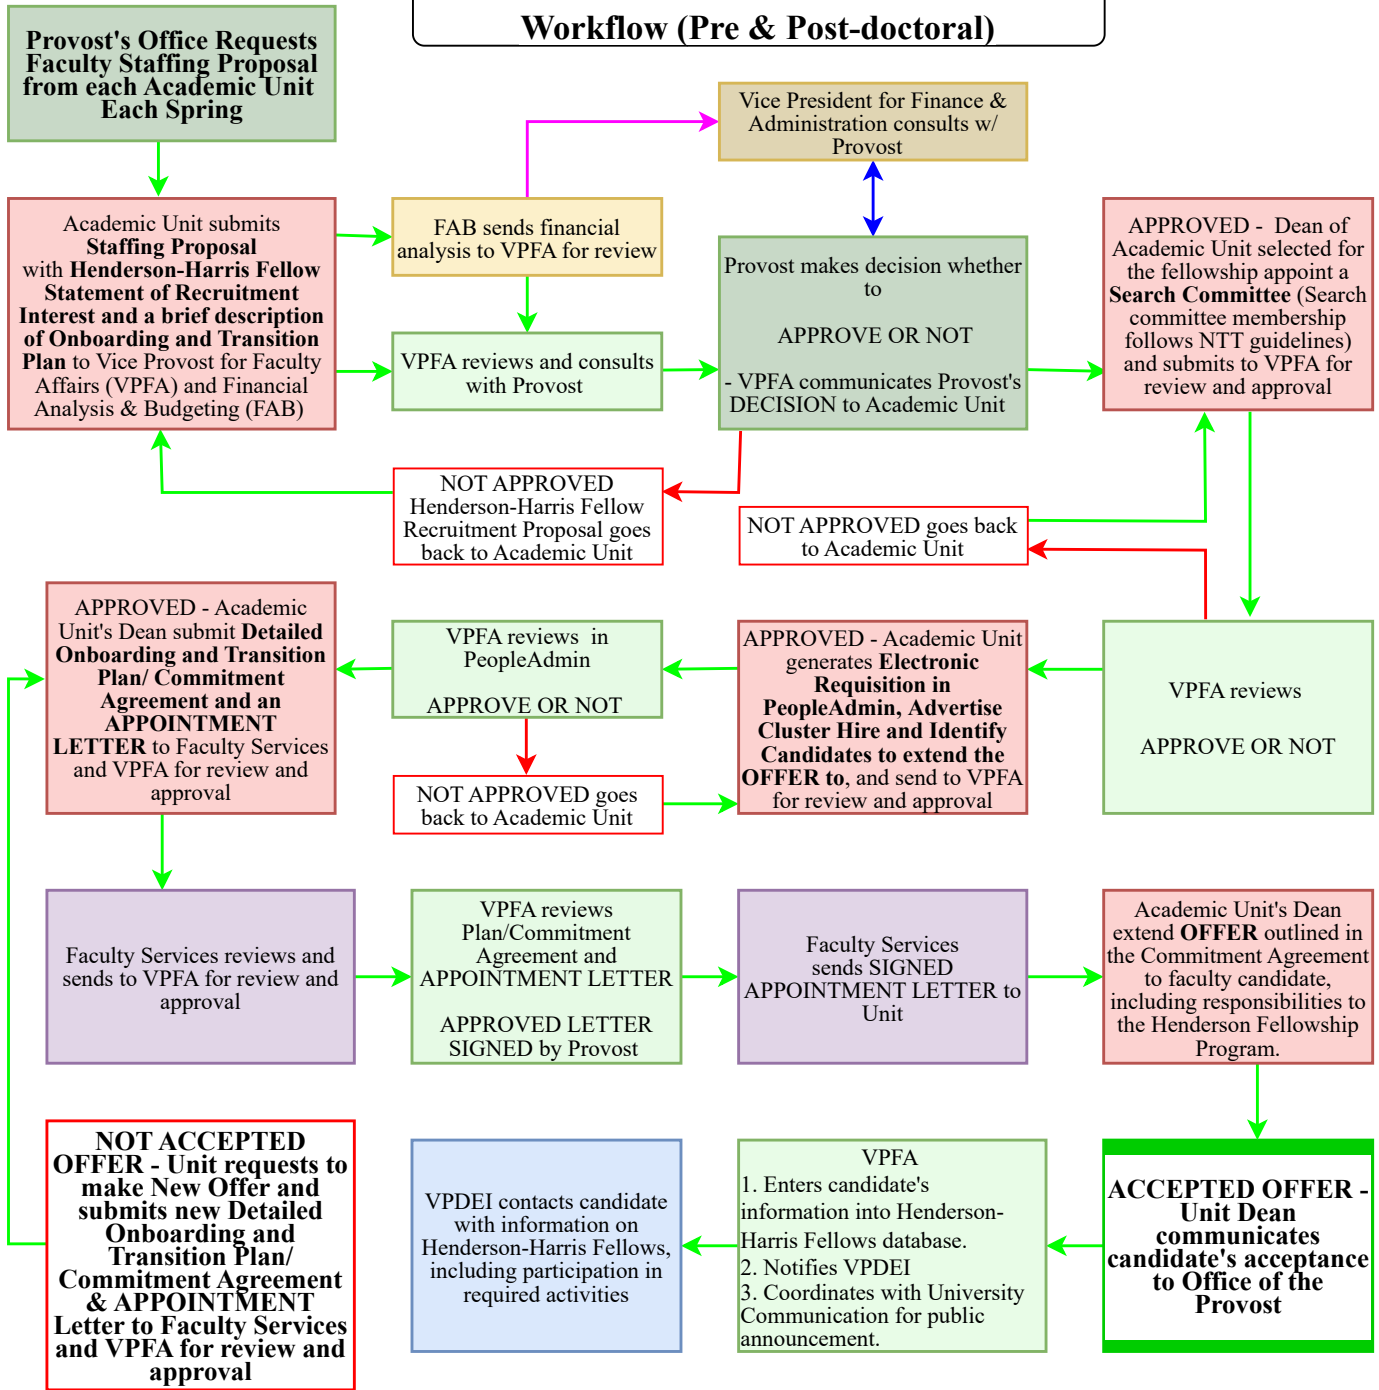 Workflow (Pre & Post-doctoral)
Provost's Office Requests
Faculty Staffing Proposal
from each Academic Unit
Each Spring
Vice President for Finance &
Administration consults w/
Provost
Academic Unit submits
Staffing Proposal
with Henderson-Harris Fellow
Statement of Recruitment
Interest and a brief description
of Onboarding and Transition
Plan to Vice Provost for Faculty
Affairs (VPFA) and Financial
Analysis & Budgeting (FAB)
FAB sends financial
analysis to VPFA for review
VPFA reviews and consults
with Provost
Provost makes decision whether
to
APPROVE OR NOT
- VPFA communicates Provost's
DECISION to Academic Unit
APPROVED - Dean of
Academic Unit selected for
the fellowship appoint a
Search Committee (Search
committee membership
follows NTT guidelines)
and submits to VPFA for
review and approval
NOT APPROVED
Henderson-Harris Fellow
Recruitment Proposal goes
back to Academic Unit
NOT APPROVED goes back
to Academic Unit
APPROVED - Academic
Unit's Dean submit Detailed
Onboarding and Transition
Plan/ Commitment
Agreement and an
APPOINTMENT
LETTER to Faculty Services
and VPFA for review and
approval
VPFA reviews in
PeopleAdmin
APPROVE OR NOT
NOT APPROVED goes
back to Academic Unit
APPROVED - Academic Unit
generates Electronic
Requisition in
PeopleAdmin, Advertise
Cluster Hire and Identify
Candidates to extend the
OFFER to, and send to VPFA
for review and approval
VPFA reviews
APPROVE OR NOT
Faculty Services reviews and
sends to VPFA for review and
approval
VPFA reviews
Plan/Commitment
Agreement and
APPOINTMENT LETTER
APPROVED LETTER
SIGNED by Provost
Faculty Services
sends SIGNED
APPOINTMENT LETTER to
Unit
Academic Unit's Dean
extend OFFER outlined in
the Commitment Agreement
to faculty candidate,
including responsibilities to
the Henderson Fellowship
Program.
NOT ACCEPTED
OFFER - Unit requests to
make New Offer and
submits new Detailed
Onboarding and
Transition Plan/
Commitment Agreement
& APPOINTMENT
Letter to Faculty Services
and VPFA for review and
approval
VPDEI contacts candidate
with information on
Henderson-Harris Fellows,
including participation in
required activities
VPFA
1. Enters candidate's
information into Henderson-
Harris Fellows database.
2. Notifies VPDEI
3. Coordinates with University
Communication for public
announcement.
ACCEPTED OFFER -
Unit Dean
communicates
candidate's acceptance
to Office of the
Provost